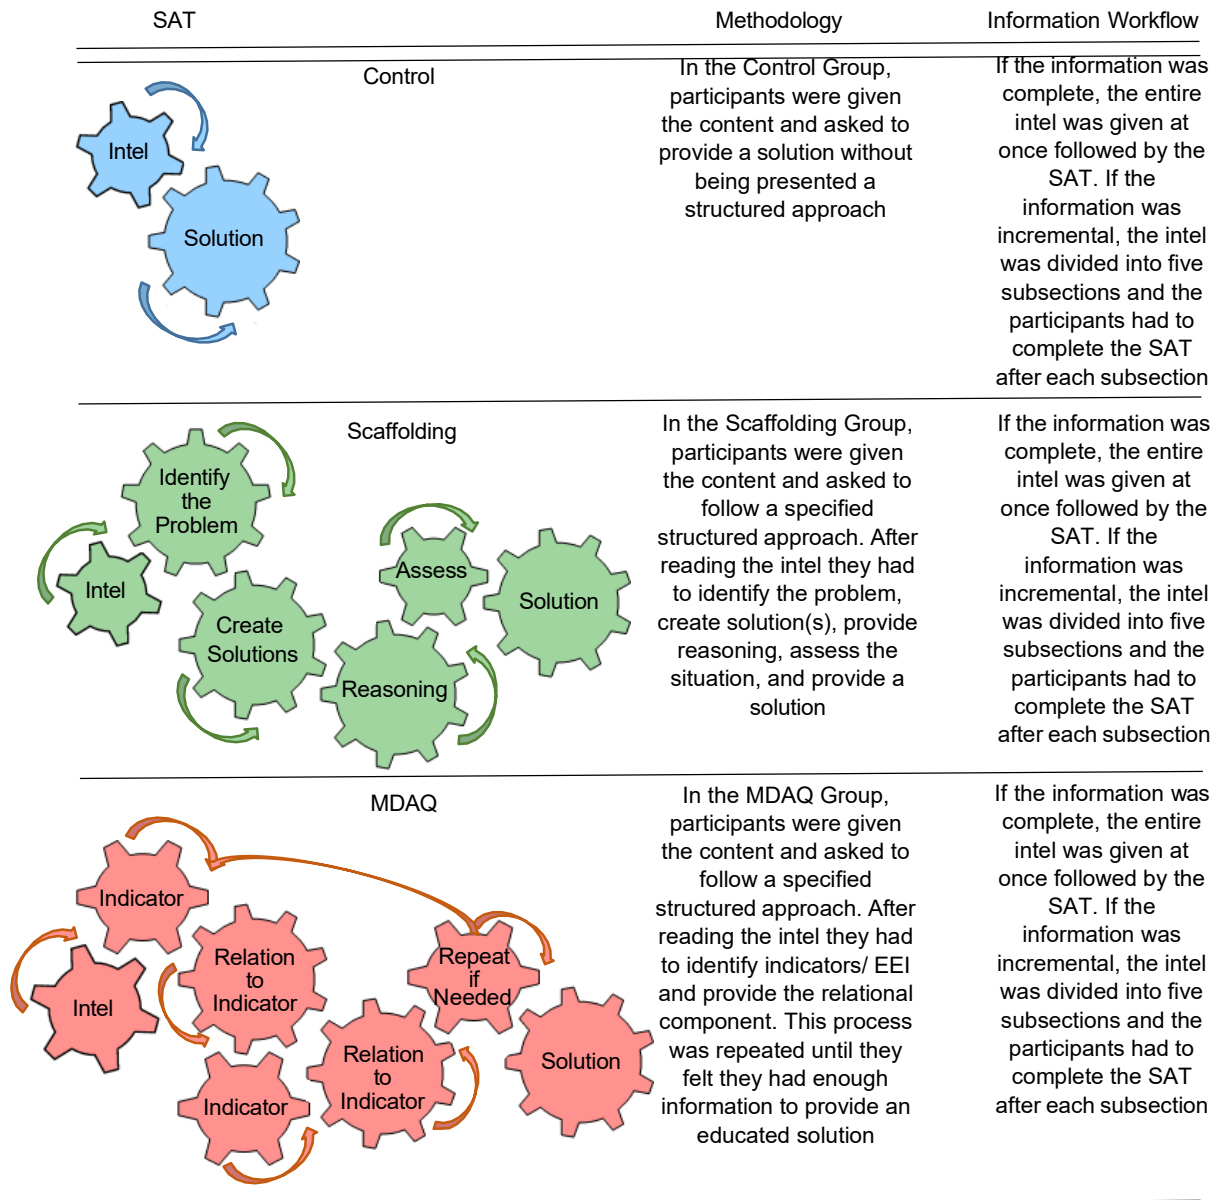 SAT
Methodology
Information Workflow
Control
Intel
Solution
In the Control Group,
participants were given
the content and asked to
provide a solution without
being presented a
structured approach
If the information was
complete, the entire
intel was given at
once followed by the
SAT. If the
information was
incremental, the intel
was divided into five
subsections and the
participants had to
complete the SAT
after each subsection
Scaffolding
Identify
the
Problem
Intel
Create
Solutions
Reasoning
Assess
Solution
In the Scaffolding Group,
participants were given
the content and asked to
follow a specified
structured approach. After
reading the intel they had
to identify the problem,
create solution(s), provide
reasoning, assess the
situation, and provide a
solution
If the information was
complete, the entire
intel was given at
once followed by the
SAT. If the
information was
incremental, the intel
was divided into five
subsections and the
participants had to
complete the SAT
after each subsection
MDAQ
Indicator
Intel
Relation
to
Indicator
Indicator
Relation
to
Indicator
Repeat
if
Needed
Solution
In the MDAQ Group,
participants were given
the content and asked to
follow a specified
structured approach. After
reading the intel they had
to identify indicators/ EEI
and provide the relational
component. This process
was repeated until they
felt they had enough
information to provide an
educated solution
If the information was
complete, the entire
intel was given at
once followed by the
SAT. If the
information was
incremental, the intel
was divided into five
subsections and the
participants had to
complete the SAT
after each subsection